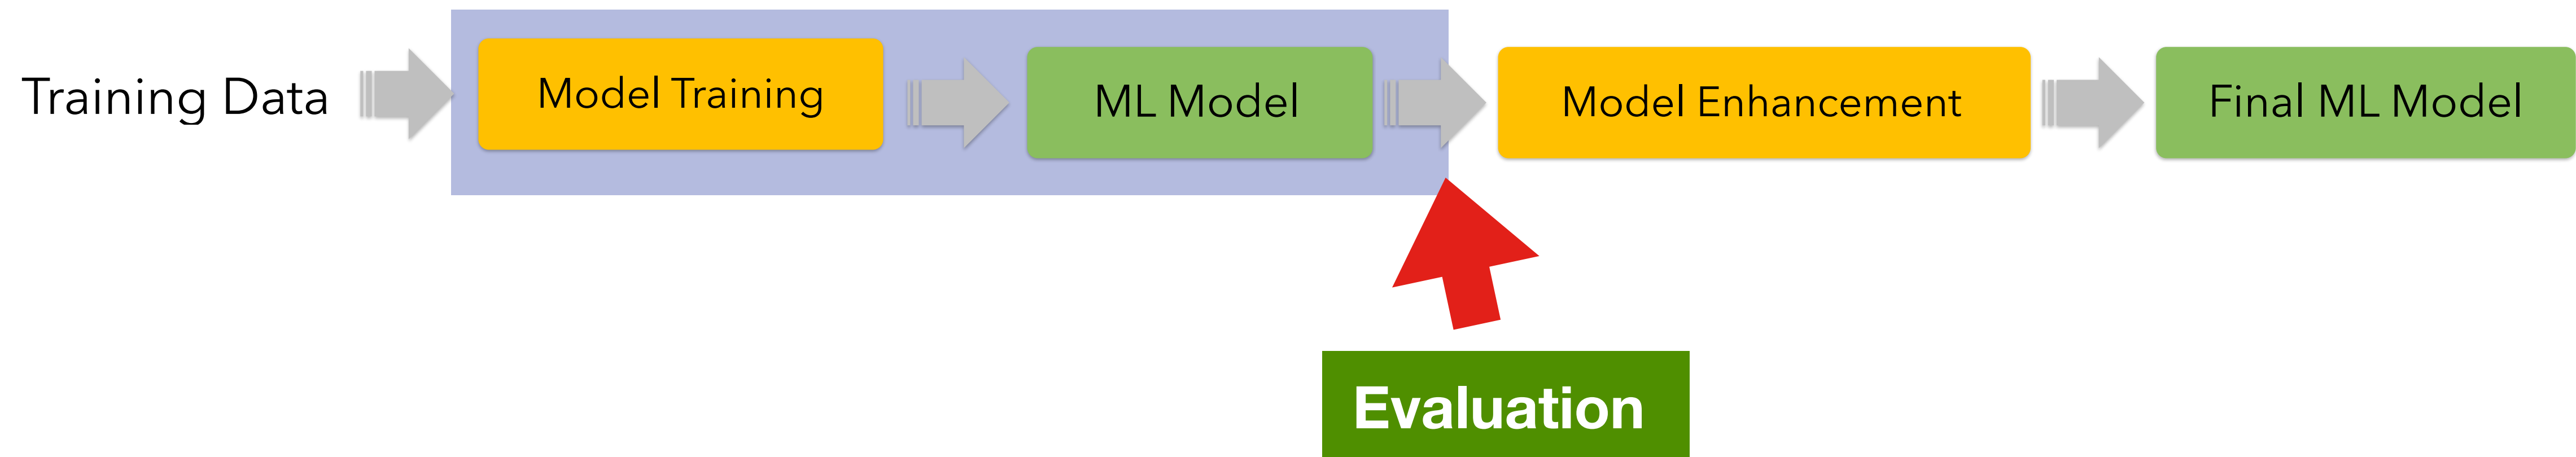 Training Data
Model Training
ML Model
Model Enhancement
Final ML Model
Evaluation